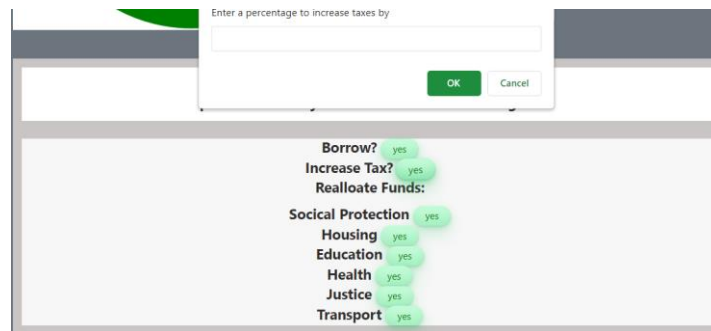 Enter a percentage to increase taxes by
OK Cancel
Borrow? yes
Increase Tax? yes
Realloate Funds:
Socical Protection yes
Housing yes
Education yes
Health yes
Justice yes
Transport yes